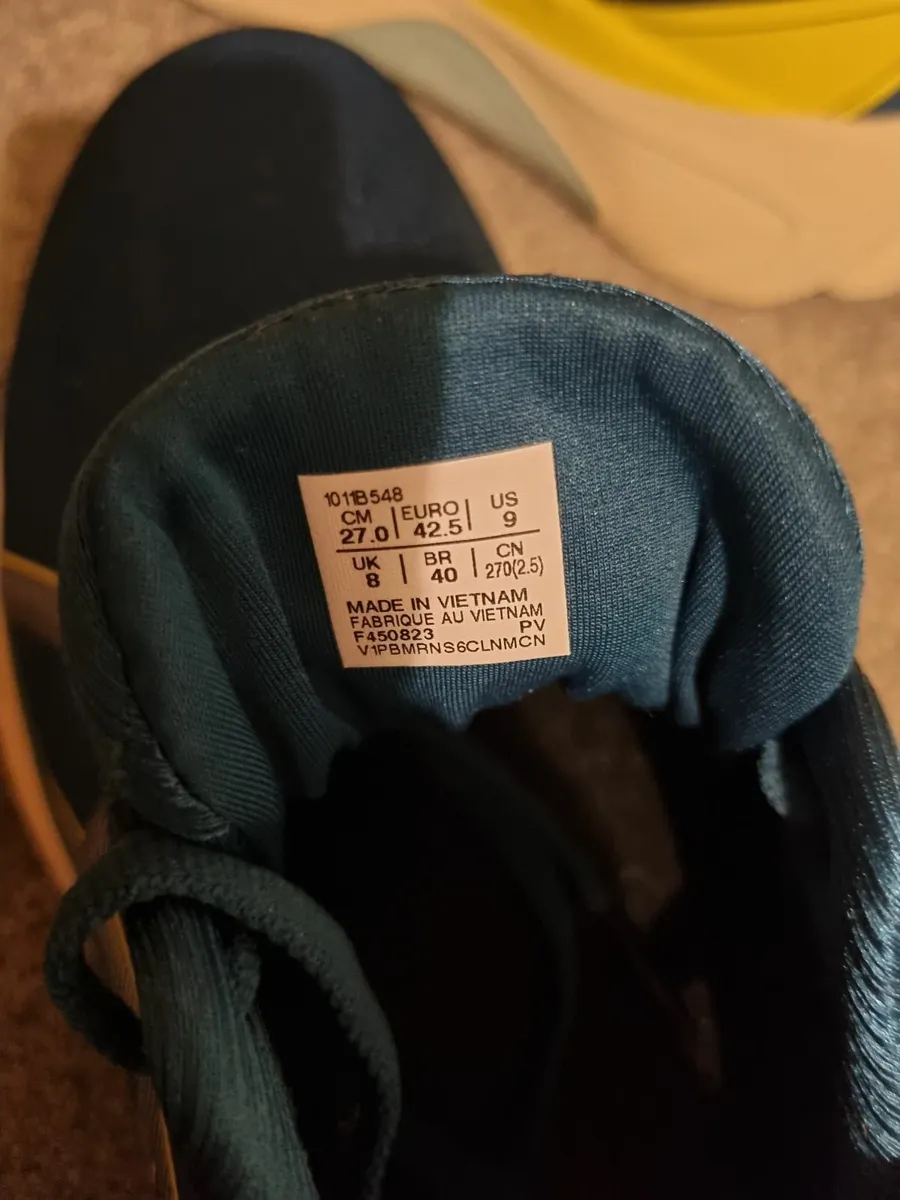 1011B548
CM | EURO | US
27.0 | 42.5 | 9
UK | BR | CN
8 | 40 | 270(2.5)
MADE IN VIETNAM
FABRIQUE AU VIETNAM
F450823 PV
V1PBMRNS6CLNMCN